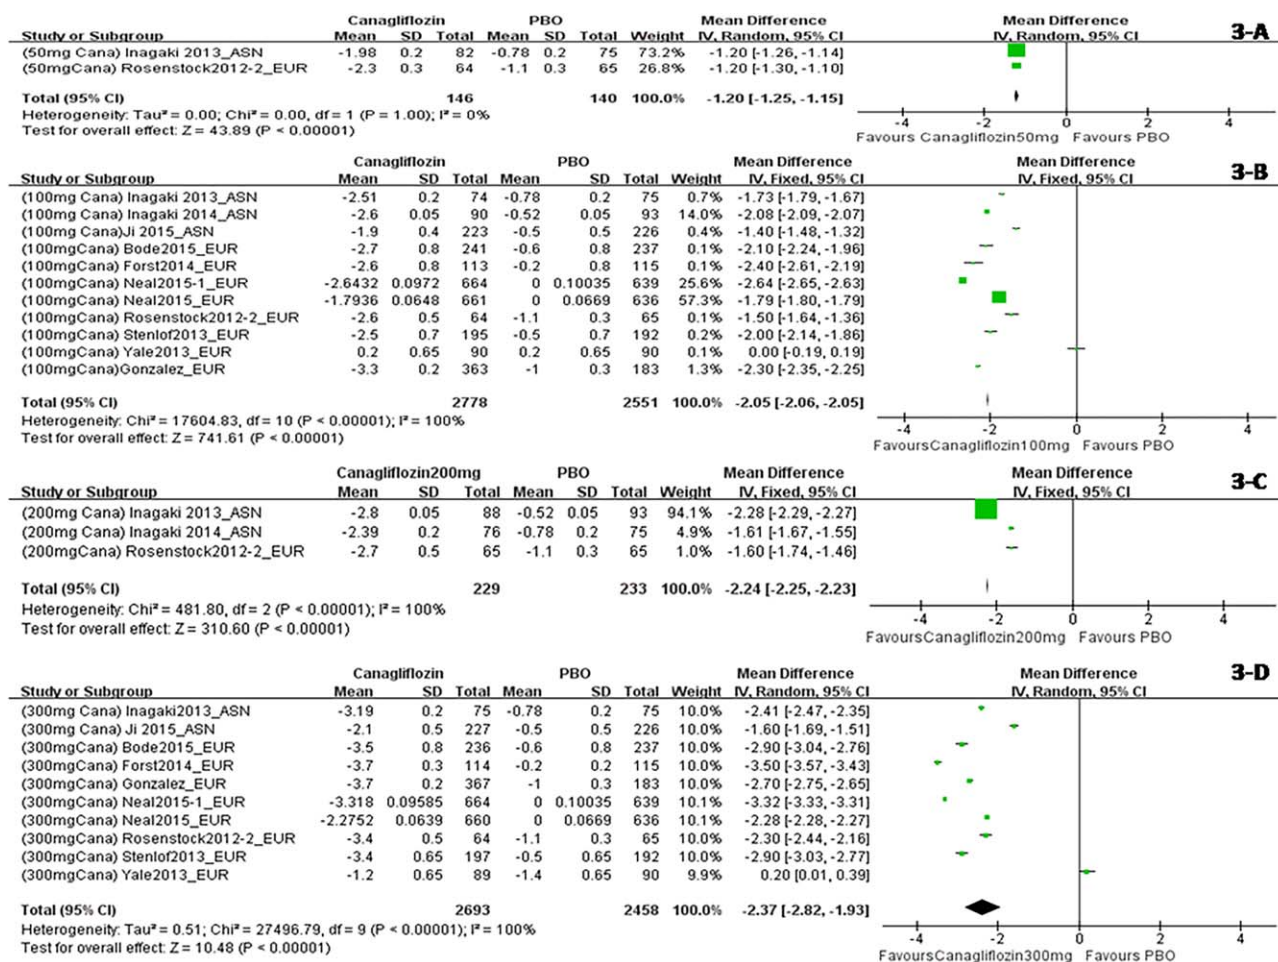 Canagliflozin PBO Mean Difference Mean Difference 3-A
Study or Subgroup Mean SD Total Mean SD Total Weight IV, Random, 95% CI IV, Random, 95% CI
(50mg Cana) Inagaki 2013_ASN -1.98 0.2 82 -0.78 0.2 75 73.2% -1.20 [-1.26, -1.14]
(50mgCana) Rosenstock2012-2_EUR -2.3 0.3 64 -1.1 0.3 65 26.8% -1.20 [-1.30, -1.10]
Total (95% CI) 146 140 100.0% -1.20 [-1.25, -1.15]
Heterogeneity: Tau² = 0.00; Chi² = 0.00, df = 1 (P = 1.00); I² = 0%
Test for overall effect: Z = 43.89 (P < 0.00001)
-4 -2 0 2 4
Favours Canagliflozin50mg Favours PBO
Canagliflozin PBO Mean Difference Mean Difference 3-B
Study or Subgroup Mean SD Total Mean SD Total Weight IV, Fixed, 95% CI IV, Fixed, 95% CI
(100mg Cana) Inagaki 2013_ASN -2.51 0.2 74 -0.78 0.2 75 0.7% -1.73 [-1.79, -1.67]
(100mg Cana) Inagaki 2014_ASN -2.6 0.05 90 -0.52 0.05 93 14.0% -2.08 [-2.09, -2.07]
(100mg Cana)Ji 2015_ASN -1.9 0.4 223 -0.5 0.5 226 0.4% -1.40 [-1.48, -1.32]
(100mgCana) Bode2015_EUR -2.7 0.8 241 -0.6 0.8 237 0.1% -2.10 [-2.24, -1.96]
(100mgCana) Forst2014_EUR -2.6 0.8 113 -0.2 0.8 115 0.1% -2.40 [-2.61, -2.19]
(100mgCana) Neal2015-1_EUR -2.6432 0.0972 664 0 0.10035 639 25.6% -2.64 [-2.65, -2.63]
(100mgCana) Neal2015_EUR -1.7936 0.0648 661 0 0.0669 636 57.3% -1.79 [-1.80, -1.79]
(100mgCana) Rosenstock2012-2_EUR -2.6 0.5 64 -1.1 0.3 65 0.1% -1.50 [-1.64, -1.36]
(100mgCana) Stenlof2013_EUR -2.5 0.7 195 -0.5 0.7 192 0.2% -2.00 [-2.14, -1.86]
(100mgCana) Yale2013_EUR 0.2 0.65 90 0.2 0.65 90 0.1% 0.00 [-0.19, 0.19]
(100mgCana)Gonzalez_EUR -3.3 0.2 363 -1 0.3 183 1.3% -2.30 [-2.35, -2.25]
Total (95% CI) 2778 2551 100.0% -2.05 [-2.06, -2.05]
Heterogeneity: Chi² = 17604.83, df = 10 (P < 0.00001); I² = 100%
Test for overall effect: Z = 741.61 (P < 0.00001)
-4 -2 0 2 4
FavoursCanagliflozin100mg Favours PBO
Canagliflozin200mg PBO Mean Difference Mean Difference 3-C
Study or Subgroup Mean SD Total Mean SD Total Weight IV, Fixed, 95% CI IV, Fixed, 95% CI
(200mg Cana) Inagaki 2013_ASN -2.8 0.05 88 -0.52 0.05 93 94.1% -2.28 [-2.29, -2.27]
(200mg Cana) Inagaki 2014_ASN -2.39 0.2 76 -0.78 0.2 75 4.9% -1.61 [-1.67, -1.55]
(200mgCana) Rosenstock2012-2_EUR -2.7 0.5 65 -1.1 0.3 65 1.0% -1.60 [-1.74, -1.46]
Total (95% CI) 229 233 100.0% -2.24 [-2.25, -2.23]
Heterogeneity: Chi² = 481.80, df = 2 (P < 0.00001); I² = 100%
Test for overall effect: Z = 310.60 (P < 0.00001)
-4 -2 0 2 4
FavoursCanagliflozin200mg Favours PBO
Canagliflozin PBO Mean Difference Mean Difference 3-D
Study or Subgroup Mean SD Total Mean SD Total Weight IV, Random, 95% CI IV, Random, 95% CI
(300mg Cana) Inagaki2013_ASN -3.19 0.2 75 -0.78 0.2 75 10.0% -2.41 [-2.47, -2.35]
(300mgCana) Ji 2015_ASN -2.1 0.5 227 -0.5 0.5 226 10.0% -1.60 [-1.69, -1.51]
(300mgCana) Bode2015_EUR -3.5 0.8 236 -0.6 0.8 237 10.0% -2.90 [-3.04, -2.76]
(300mgCana) Forst2014_EUR -3.7 0.3 114 -0.2 0.2 115 10.0% -3.50 [-3.57, -3.43]
(300mgCana) Gonzalez_EUR -3.7 0.2 367 -1 0.3 183 10.0% -2.70 [-2.75, -2.65]
(300mgCana) Neal2015-1_EUR -3.318 0.09585 664 0 0.10035 639 10.1% -3.32 [-3.33, -3.31]
(300mgCana) Neal2015_EUR -2.2752 0.0639 660 0 0.0669 636 10.0% -2.28 [-2.28, -2.27]
(300mgCana) Rosenstock2012-2_EUR -3.4 0.5 64 -1.1 0.3 65 10.0% -2.30 [-2.44, -2.16]
(300mgCana) Stenlof2013_EUR -3.4 0.65 197 -0.5 0.65 192 10.0% -2.90 [-3.03, -2.77]
(300mgCana) Yale2013_EUR -1.2 0.65 89 -1.4 0.65 90 9.9% 0.20 [0.01, 0.39]
Total (95% CI) 2693 2458 100.0% -2.37 [-2.82, -1.93]
Heterogeneity: Tau² = 0.51; Chi² = 27496.79, df = 9 (P < 0.00001); I² = 100%
Test for overall effect: Z = 10.48 (P < 0.00001)
-4 -2 0 2 4
FavoursCanagliflozin300mg Favours PBO